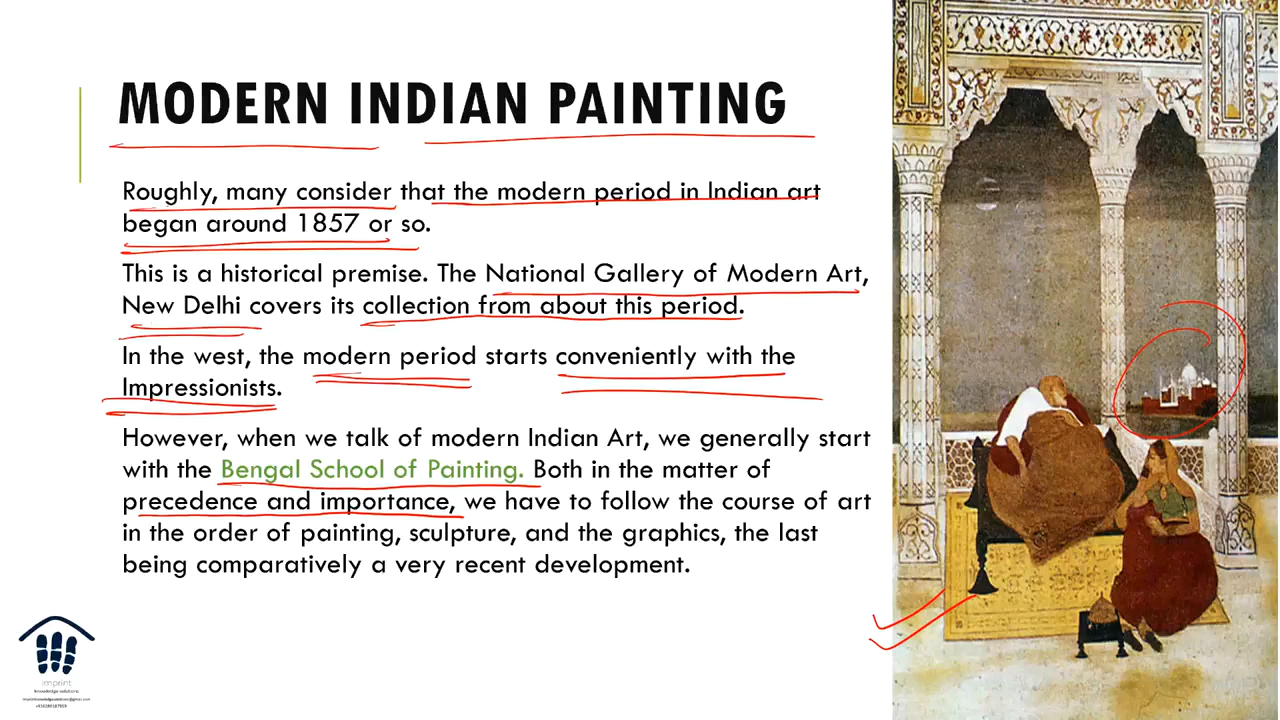 MODERN INDIAN PAINTING
Roughly, many consider that the modern period in Indian art
began around 1857 or so.
This is a historical premise. The National Gallery of Modern Art,
New Delhi covers its collection from about this period.
In the west, the modern period starts conveniently with the
Impressionists.
However, when we talk of modern Indian Art, we generally start
with the Bengal School of Painting. Both in the matter of
precedence and importance, we have to follow the course of art
in the order of painting, sculpture, and the graphics, the last
being comparatively a very recent development.
imprint
knowledge solutions